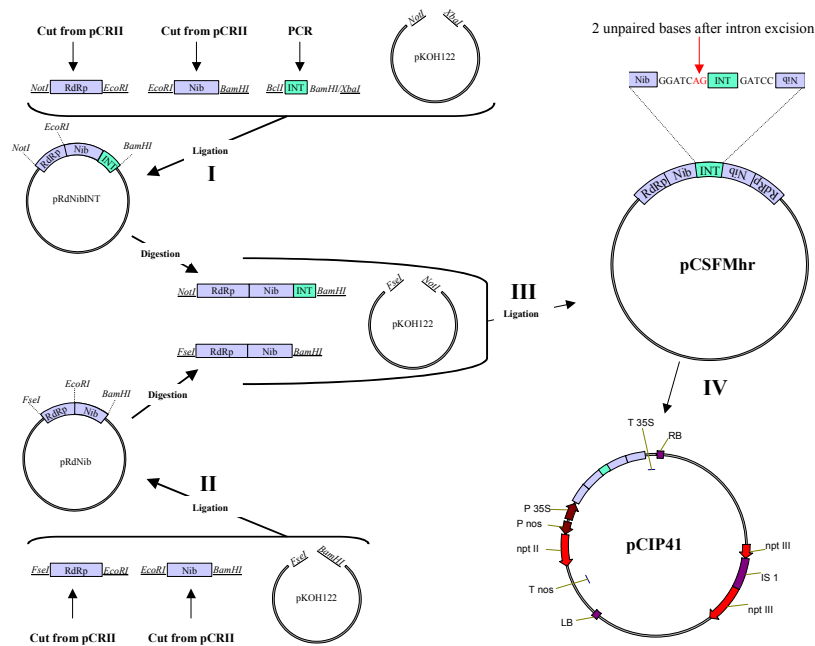 Cut from pCRII
Cut from pCRII
PCR
NotI RdRp EcoRI
EcoRI Nib BamHI
BclI INT BamHI/XbaI
NotI XbaI
pKOH122
2 unpaired bases after intron excision
Nib GGATCAG INT GATCC Nib
Ligation
I
EcoRI
NotI
BamHI
RdRp Nib INT
pRdNibINT
Digestion
NotI RdRp Nib INT BamHI
FseI RdRp Nib BamHI
FseI NotI
pKOH122
III
Ligation
RdRp Nib INT Nib RdRp
pCSFMhr
Digestion
EcoRI
FseI
BamHI
RdRp Nib
pRdNib
II
Ligation
FseI RdRp EcoRI
EcoRI Nib BamHI
FseI BamHI
pKOH122
Cut from pCRII
Cut from pCRII
IV
T 35S
RB
P 35S
P nos
npt II
T nos
LB
pCIP41
npt III
IS 1
npt III